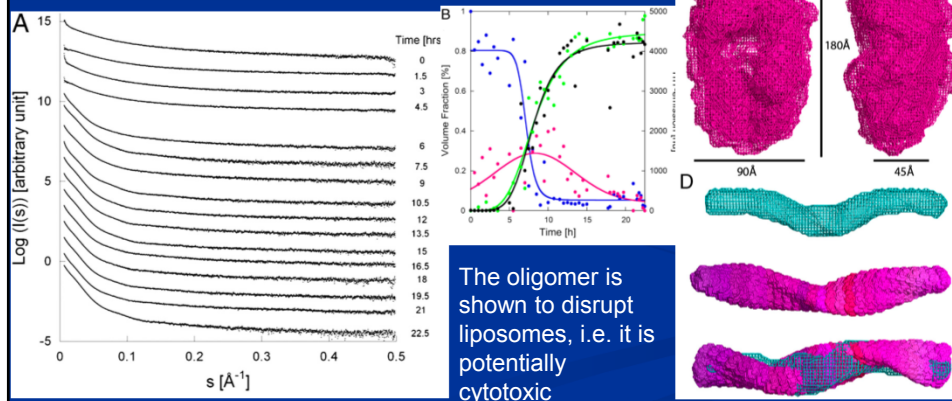 A
Log (I(s)) [arbitrary unit]
15
10
5
0
-5
0
0.1
0.2
0.3
0.4
0.5
s [Å⁻¹]
Time [hrs]
0
1.5
3
4.5
6
7.5
9
10.5
12
13.5
15
16.5
18
19.5
21
22.5
B
Volume Fraction [%]
1
0.8
0.6
0.4
0.2
0
0
5
10
15
20
Time [h]
5000
4000
3000
2000
1000
0
The oligomer is
shown to disrupt
liposomes, i.e. it is
potentially
cytotoxic
180Å
90Å
45Å
D